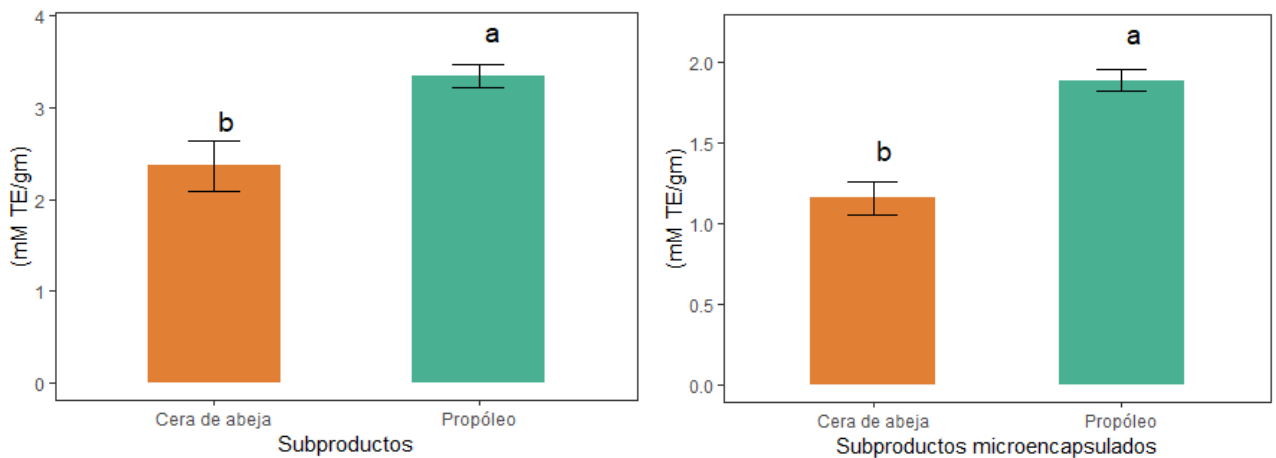 4
3
2
1
0
(mM TE/gm)
b
a
Cera de abeja
Propóleo
Subproductos
2.0
1.5
1.0
0.5
0.0
(mM TE/gm)
b
a
Cera de abeja
Propóleo
Subproductos microencapsulados